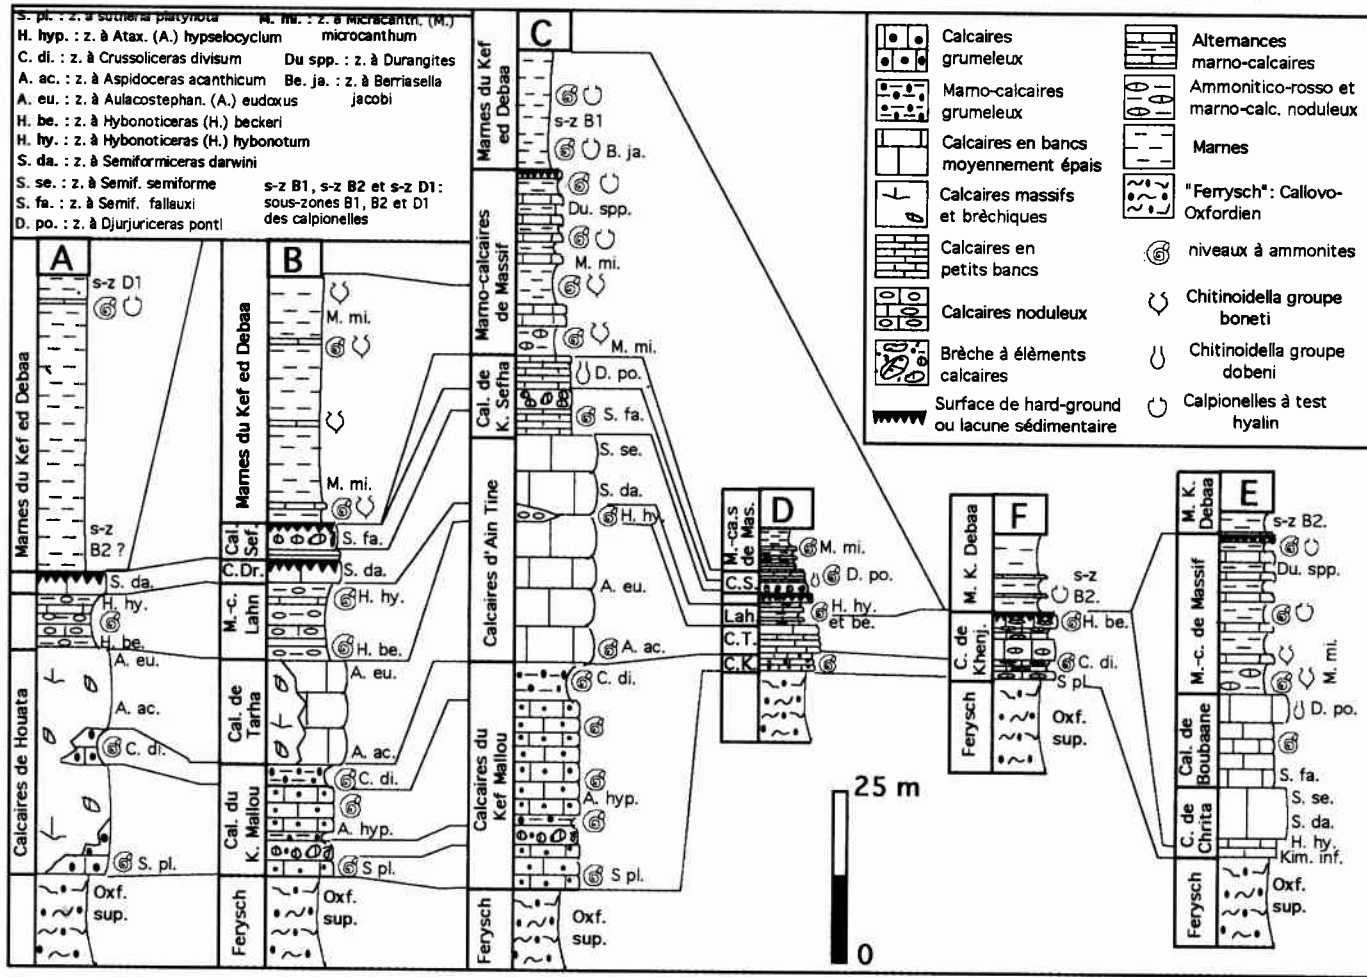 S. pl. : z. à Sutneria platynota
M. mi. : z. à Micracanth. (M.)
microcanthum
H. hyp. : z. à Atax. (A.) hypselocyclum
C. di. : z. à Crussoliceras divisum
Du spp. : z. à Durangites
A. ac. : z. à Aspidoceras acanthicum
Be. ja. : z. à Berriasella
jacobi
A. eu. : z. à Aulacostephan. (A.) eudoxus
H. be. : z. à Hybonoticeras (H.) beckeri
H. hy. : z. à Hybonoticeras (H.) hybonotum
S. da. : z. à Semiformiceras darwini
S. se. : z. à Semif. semiforme
S. fa. : z. à Semif. fallauxi
D. po. : z. à Djurjuriceras ponti
s-z B1, s-z B2 et s-z D1 :
sous-zones B1, B2 et D1
des calpionelles
Calcaires
grumeleux
Marno-calcaires
grumeleux
Calcaires en bancs
moyennement épais
Calcaires massifs
et brèchiques
Calcaires en
petits bancs
Calcaires noduleux
Brèche à élèments
calcaires
Surface de hard-ground
ou lacune sédimentaire
Alternances
marno-calcaires
Ammonitico-rosso et
marno-calc. noduleux
Marnes
"Ferrysch" : Callovo-
Oxfordien
niveaux à ammonites
Chitinoidella groupe
boneti
Chitinoidella groupe
dobeni
Calpionelles à test
hyalin
A
Marnes du Kef ed Debaa
Calcaires de Houata
s-z D1
s-z
B2 ?
S. da.
H. hy.
H. be.
A. eu.
A. ac.
C. di.
S. pl.
Oxf.
sup.
B
Marnes du Kef ed Debaa
Cal.
Sef.
C.Dr.
M.-c.
Lahn
Cal. de
Tarha
Cal. du
K. Mallou
Ferysch
M. mi.
M. mi.
S. fa.
S. da.
H. hy.
H. be.
A. eu.
A. ac.
C. di.
A. hyp.
S pl.
Oxf.
sup.
C
Marnes du Kef
ed Debaa
Marno-calcaires
de Massif
Cal. de
K. Sefha
Calcaires d'Ain Trine
Calcaires du
Kef Mallou
Ferysch
s-z B1
B. ja.
Du. spp.
M. mi.
M. mi.
D. po.
S. fa.
S. se.
S. da.
H. hy.
A. eu.
A. ac.
C. di.
A. hyp.
S pl.
Oxf.
sup.
D
M.-ca.s
de Mas.
C.S.
Lah.
C.T.
C.K.
Ferysch
M. mi.
D. po.
H. hy
et be.
Oxf.
sup.
F
M. K. Debaa
C. de
Khenj.
Ferysch
s-z
B2.
H. be.
C. di.
S pl.
Oxf.
sup.
E
M. K.
Debaa
M.-c. de Massif
Cal. de
Boubaane
C. de
Chrita
Ferysch
s-z B2.
Du. spp.
M. mi.
D. po.
S. fa.
S. se.
S. da.
H. hy.
Kim. inf.
Oxf.
sup.
25 m
0